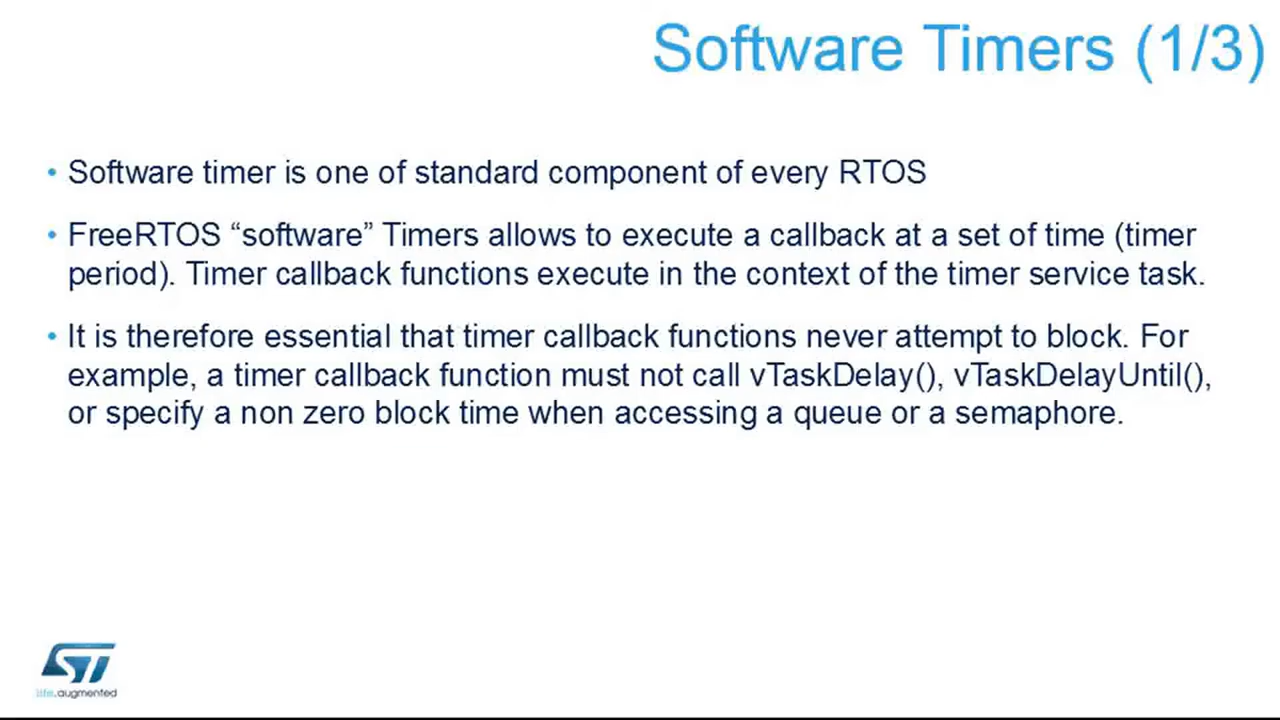 Software Timers (1/3)
• Software timer is one of standard component of every RTOS
• FreeRTOS “software” Timers allows to execute a callback at a set of time (timer
period). Timer callback functions execute in the context of the timer service task.
• It is therefore essential that timer callback functions never attempt to block. For
example, a timer callback function must not call vTaskDelay(), vTaskDelayUntil(),
or specify a non zero block time when accessing a queue or a semaphore.
ST
life.augmented